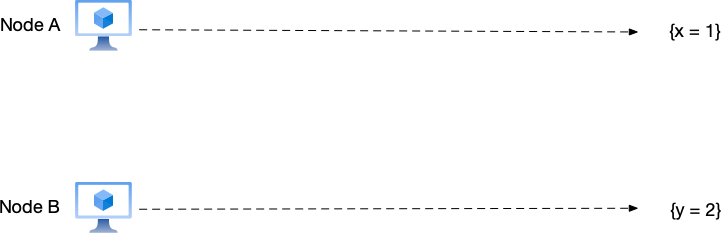 Node A
{x = 1}
Node B
{y = 2}